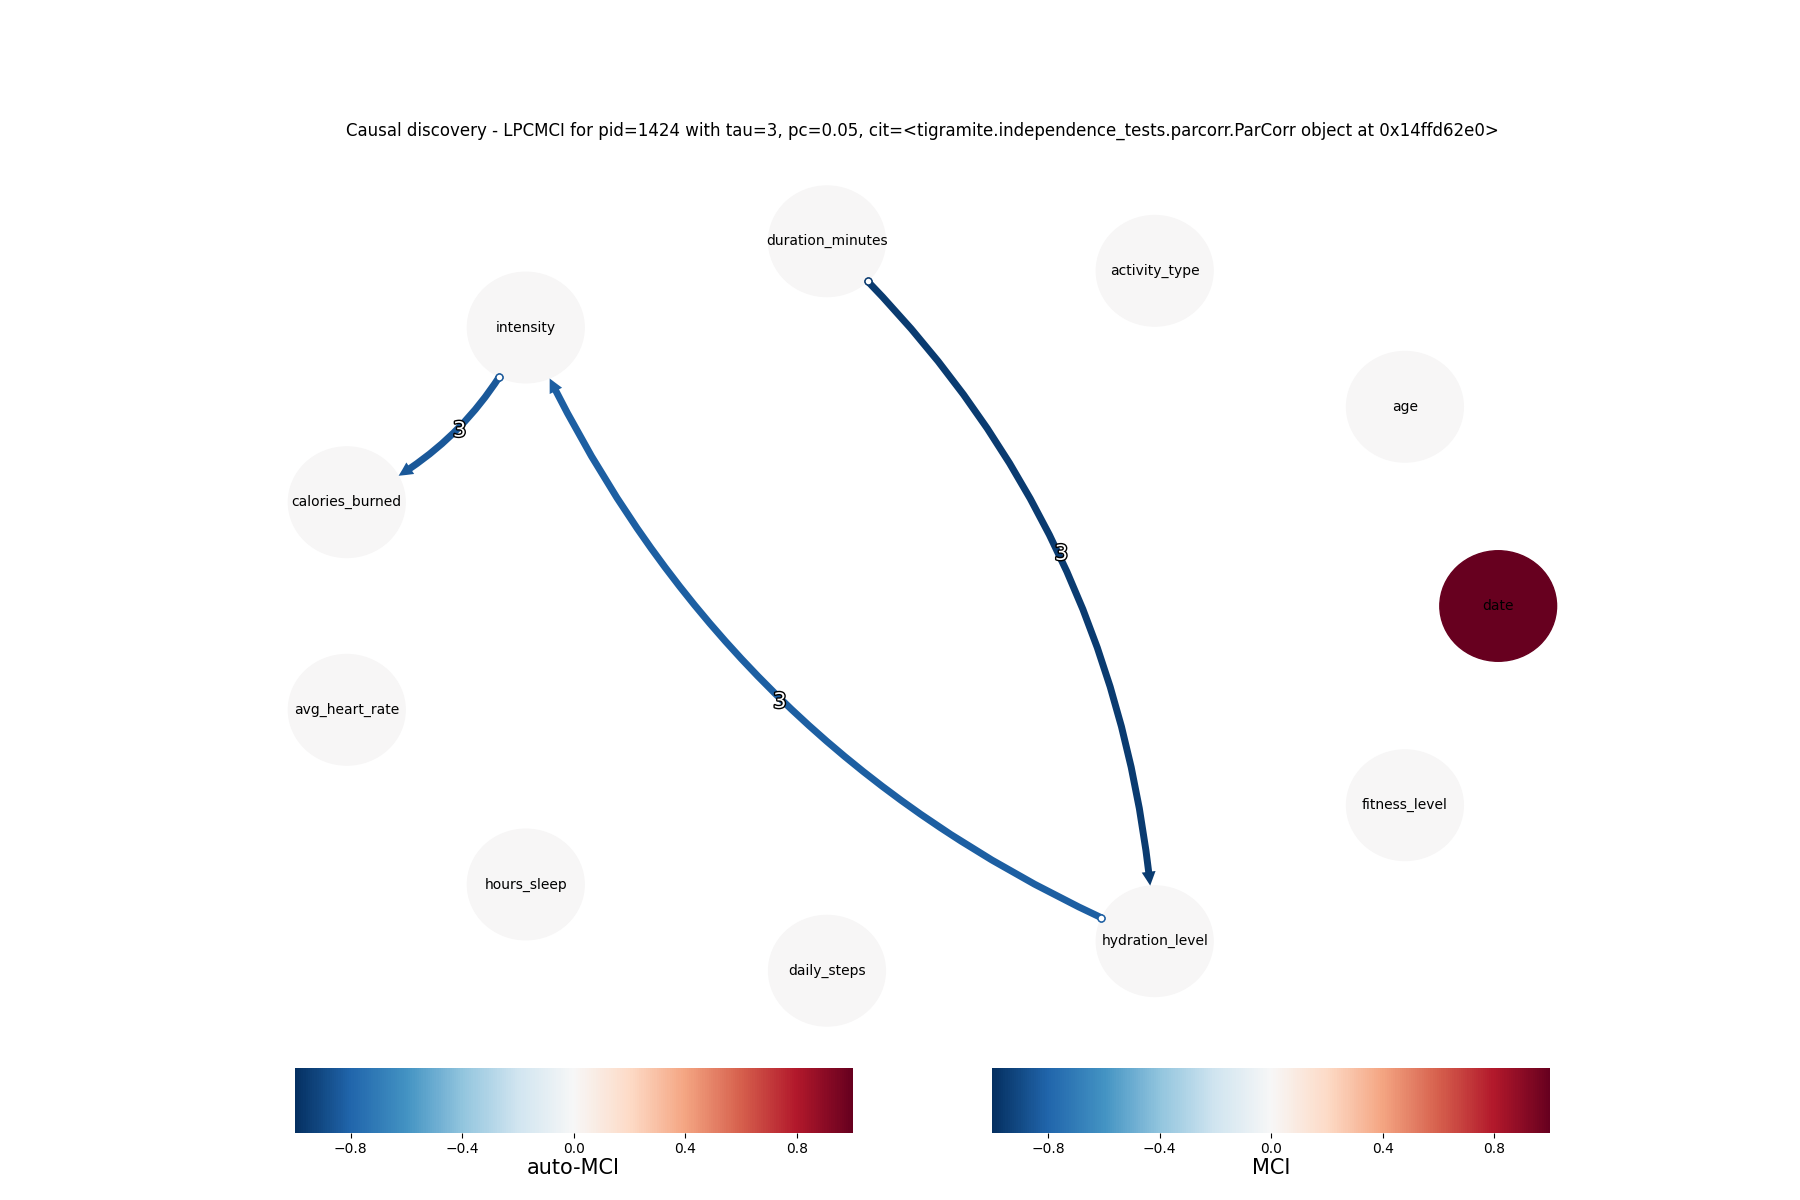 Causal discovery - LPCMCI for pid=1424 with tau=3, pc=0.05, cit=<tigramite.independence_tests.parcorr.ParCorr object at 0x14ffd62e0>
duration_minutes
activity_type
intensity
age
3
calories_burned
3
date
3
avg_heart_rate
fitness_level
hours_sleep
hydration_level
daily_steps
−0.8 −0.4 0.0 0.4 0.8
auto-MCI
−0.8 −0.4 0.0 0.4 0.8
MCI